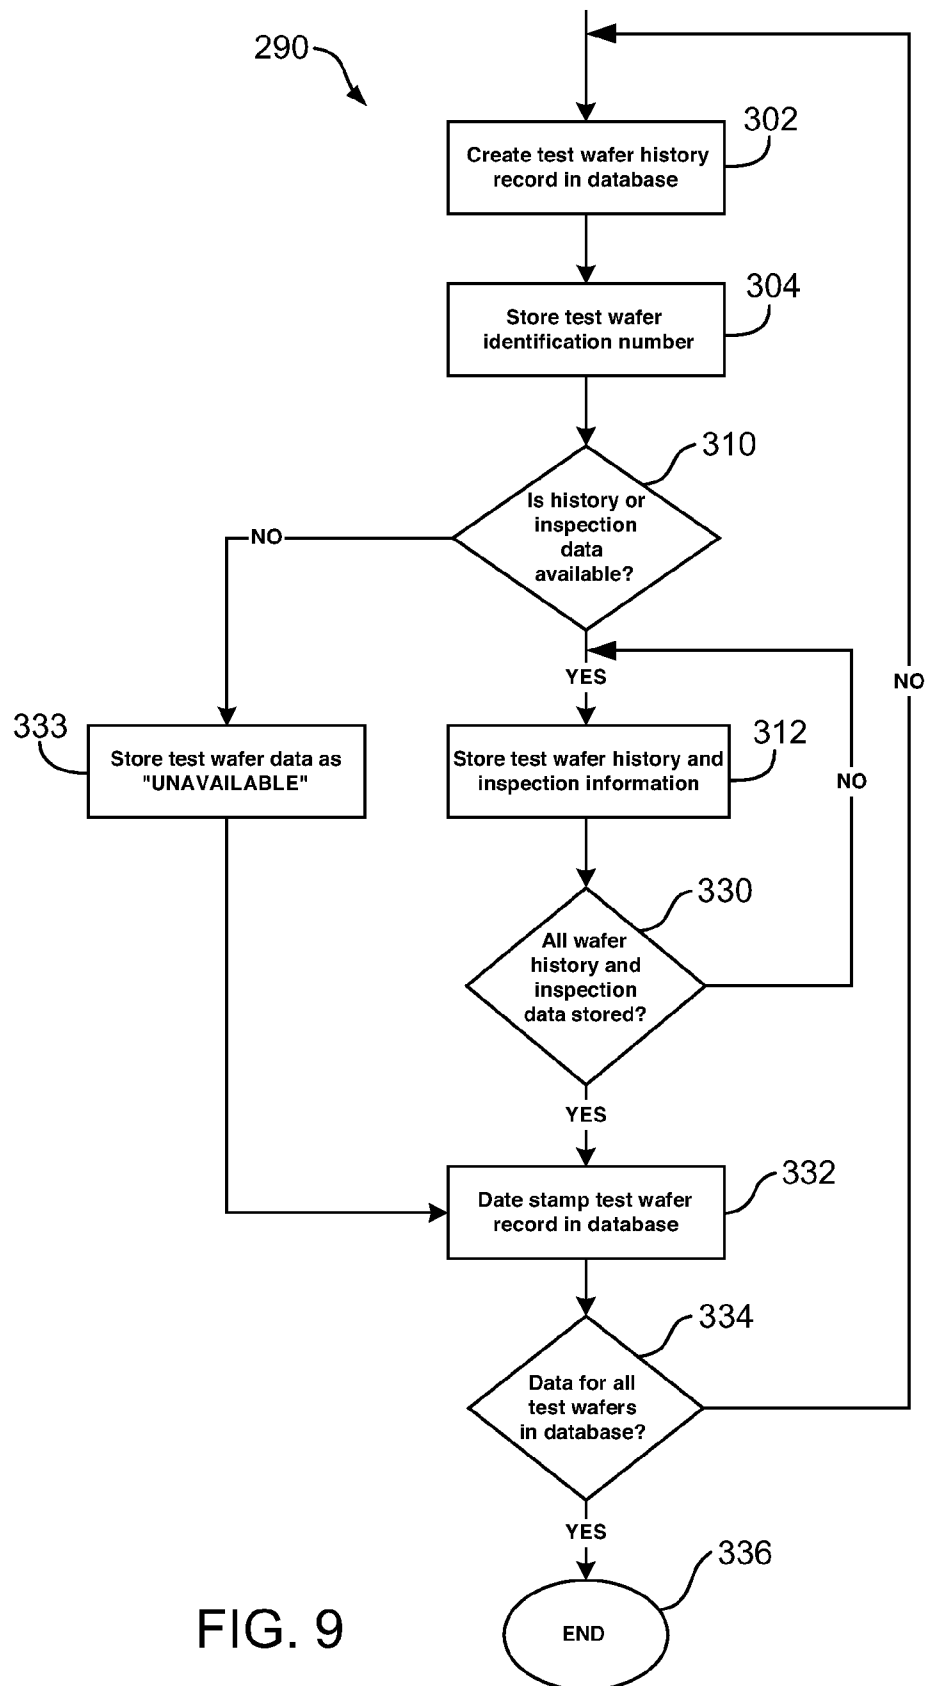 290
302
Create test wafer history
record in database
304
Store test wafer
identification number
310
Is history or
inspection
data
available?
NO
YES
NO
333
Store test wafer data as
"UNAVAILABLE"
312
Store test wafer history and
inspection information
NO
330
All wafer
history and
inspection
data stored?
YES
332
Date stamp test wafer
record in database
334
Data for all
test wafers
in database?
YES
336
END
FIG. 9